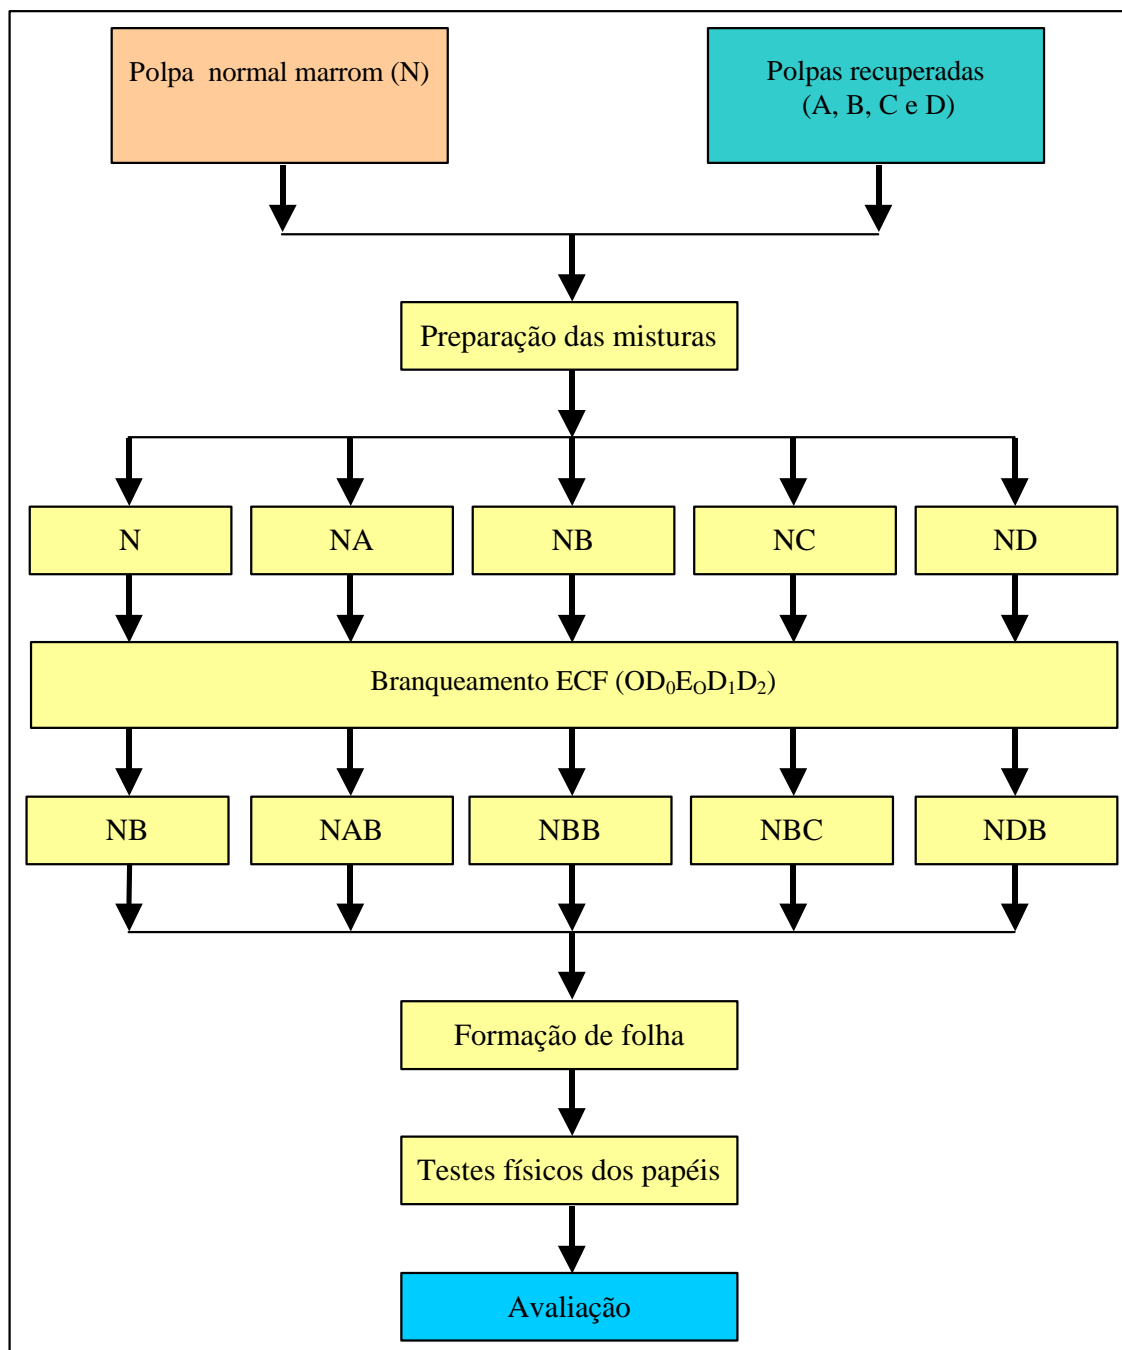 Polpa normal marrom (N)
Polpas recuperadas
(A, B, C e D)
Preparação das misturas
N
NA
NB
NC
ND
Branqueamento ECF (OD₀E₀D₁D₂)
NB
NAB
NBB
NBC
NDB
Formação de folha
Testes físicos dos papéis
Avaliação